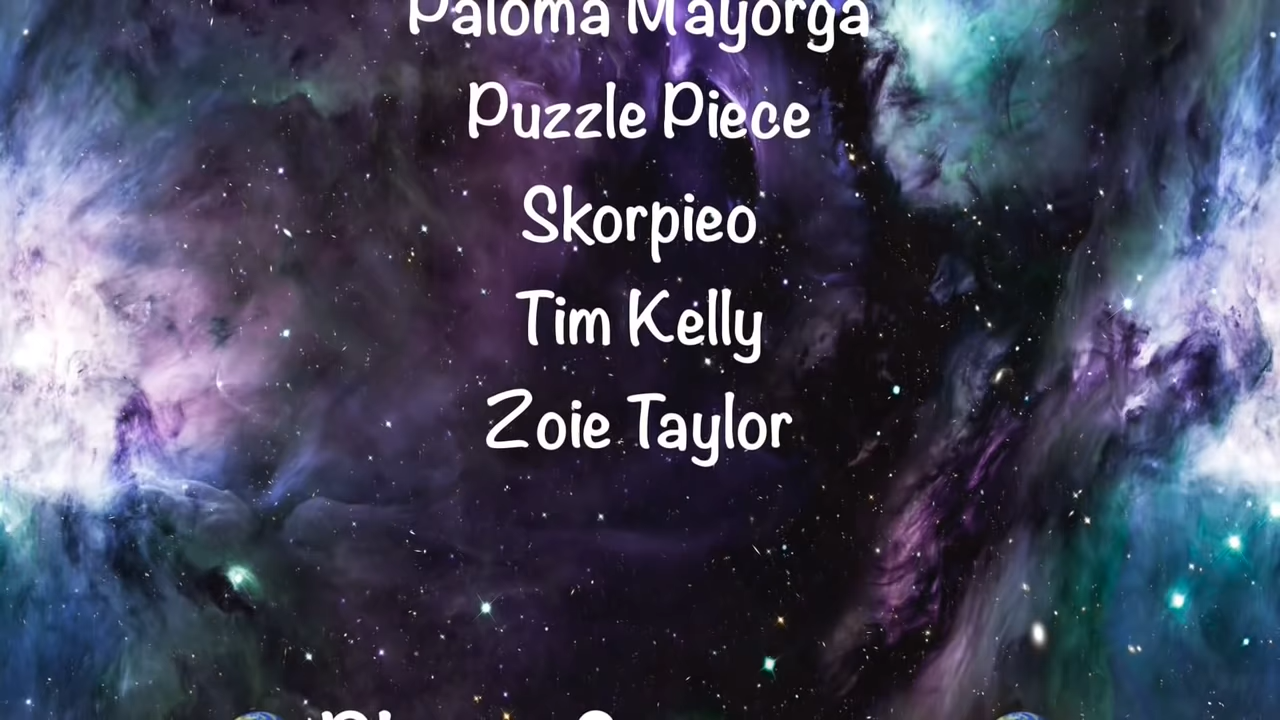 Paloma Mayorga
Puzzle Piece
Skorpieo
Tim Kelly
Zoie Taylor